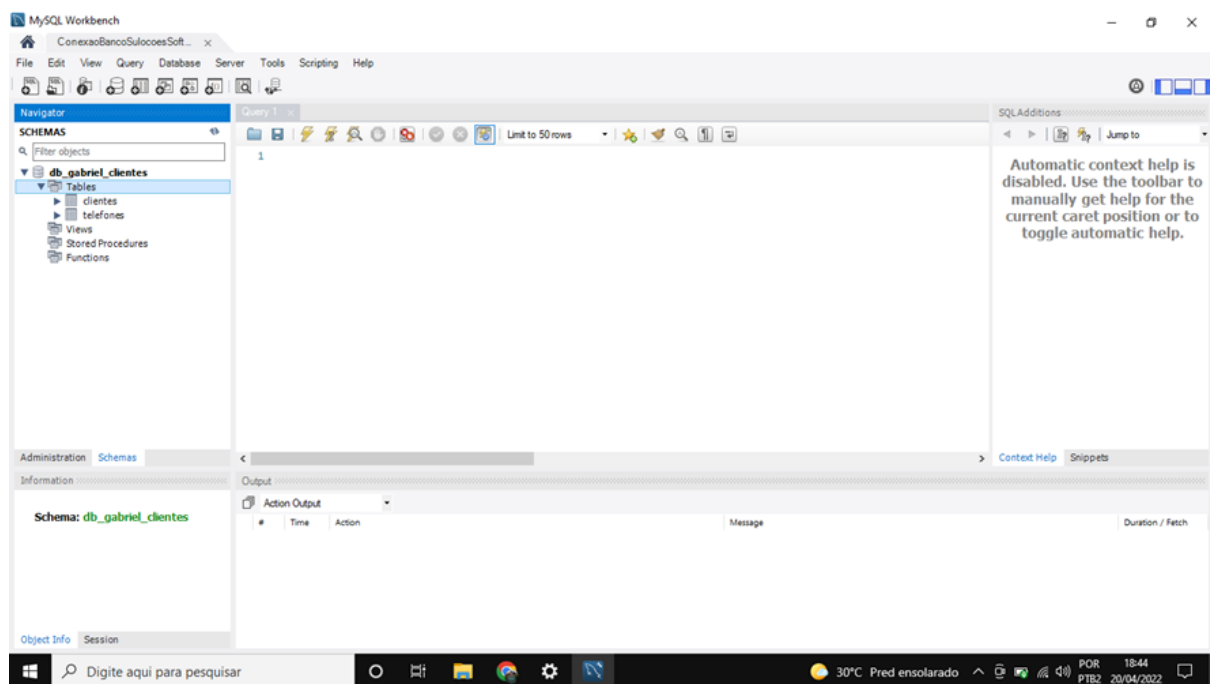 MySQL Workbench
ConexaoBancoSulocoesSoft...
File Edit View Query Database Server Tools Scripting Help
Navigator
SCHEMAS
Filter objects
db_gabriel_clientes
Tables
clientes
telefones
Views
Stored Procedures
Functions
Administration Schemas
Information
Schema: db_gabriel_clientes
Object Info Session
Query 1
Limit to 50 rows
1
SQLAdditions
Jump to
Automatic context help is
disabled. Use the toolbar to
manually get help for the
current caret position or to
toggle automatic help.
Context Help Snippets
Output
Action Output
# Time Action Message Duration / Fetch
Digite aqui para pesquisar
30°C Pred ensolarado
POR
PTB2
18:44
20/04/2022